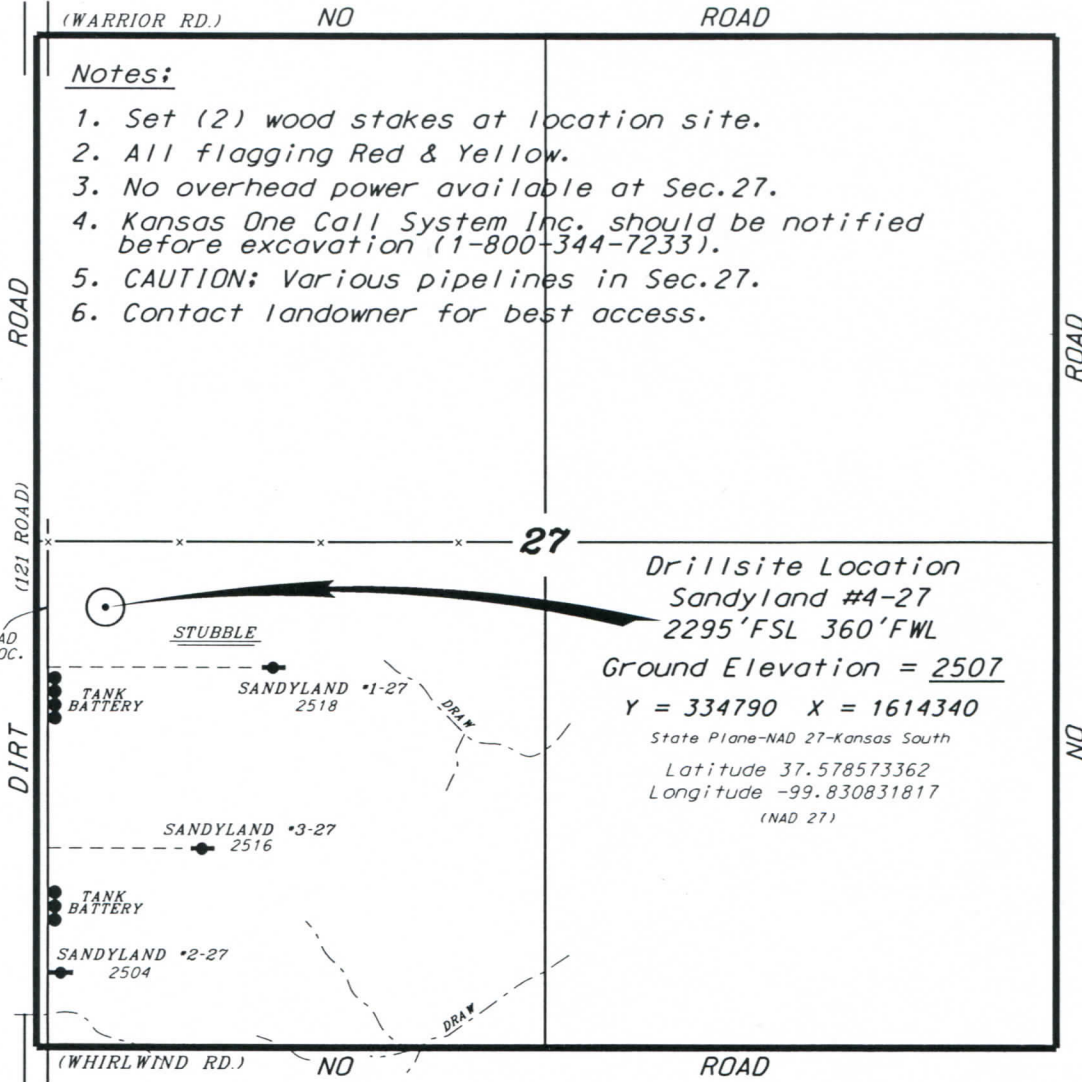 (WARRIOR RD.) NO ROAD
Notes:
1. Set (2) wood stakes at location site.
2. All flagging Red & Yellow.
3. No overhead power available at Sec.27.
4. Kansas One Call System Inc. should be notified
before excavation (1-800-344-7233).
5. CAUTION: Various pipelines in Sec.27.
6. Contact landowner for best access.
ROAD
ROAD
(121 ROAD)
27
Drillsite Location
Sandyland #4-27
2295'FSL 360'FWL
Ground Elevation = 2507
Y = 334790 X = 1614340
State Plane-NAD 27-Kansas South
Latitude 37.578573362
Longitude -99.830831817
(NAD 27)
STUBBLE
SANDYLAND #1-27
2518
TANK
BATTERY
DRAW
DIRT
NO
SANDYLAND #3-27
2516
TANK
BATTERY
SANDYLAND #2-27
2504
DRAW
(WHIRLWIND RD.) NO ROAD